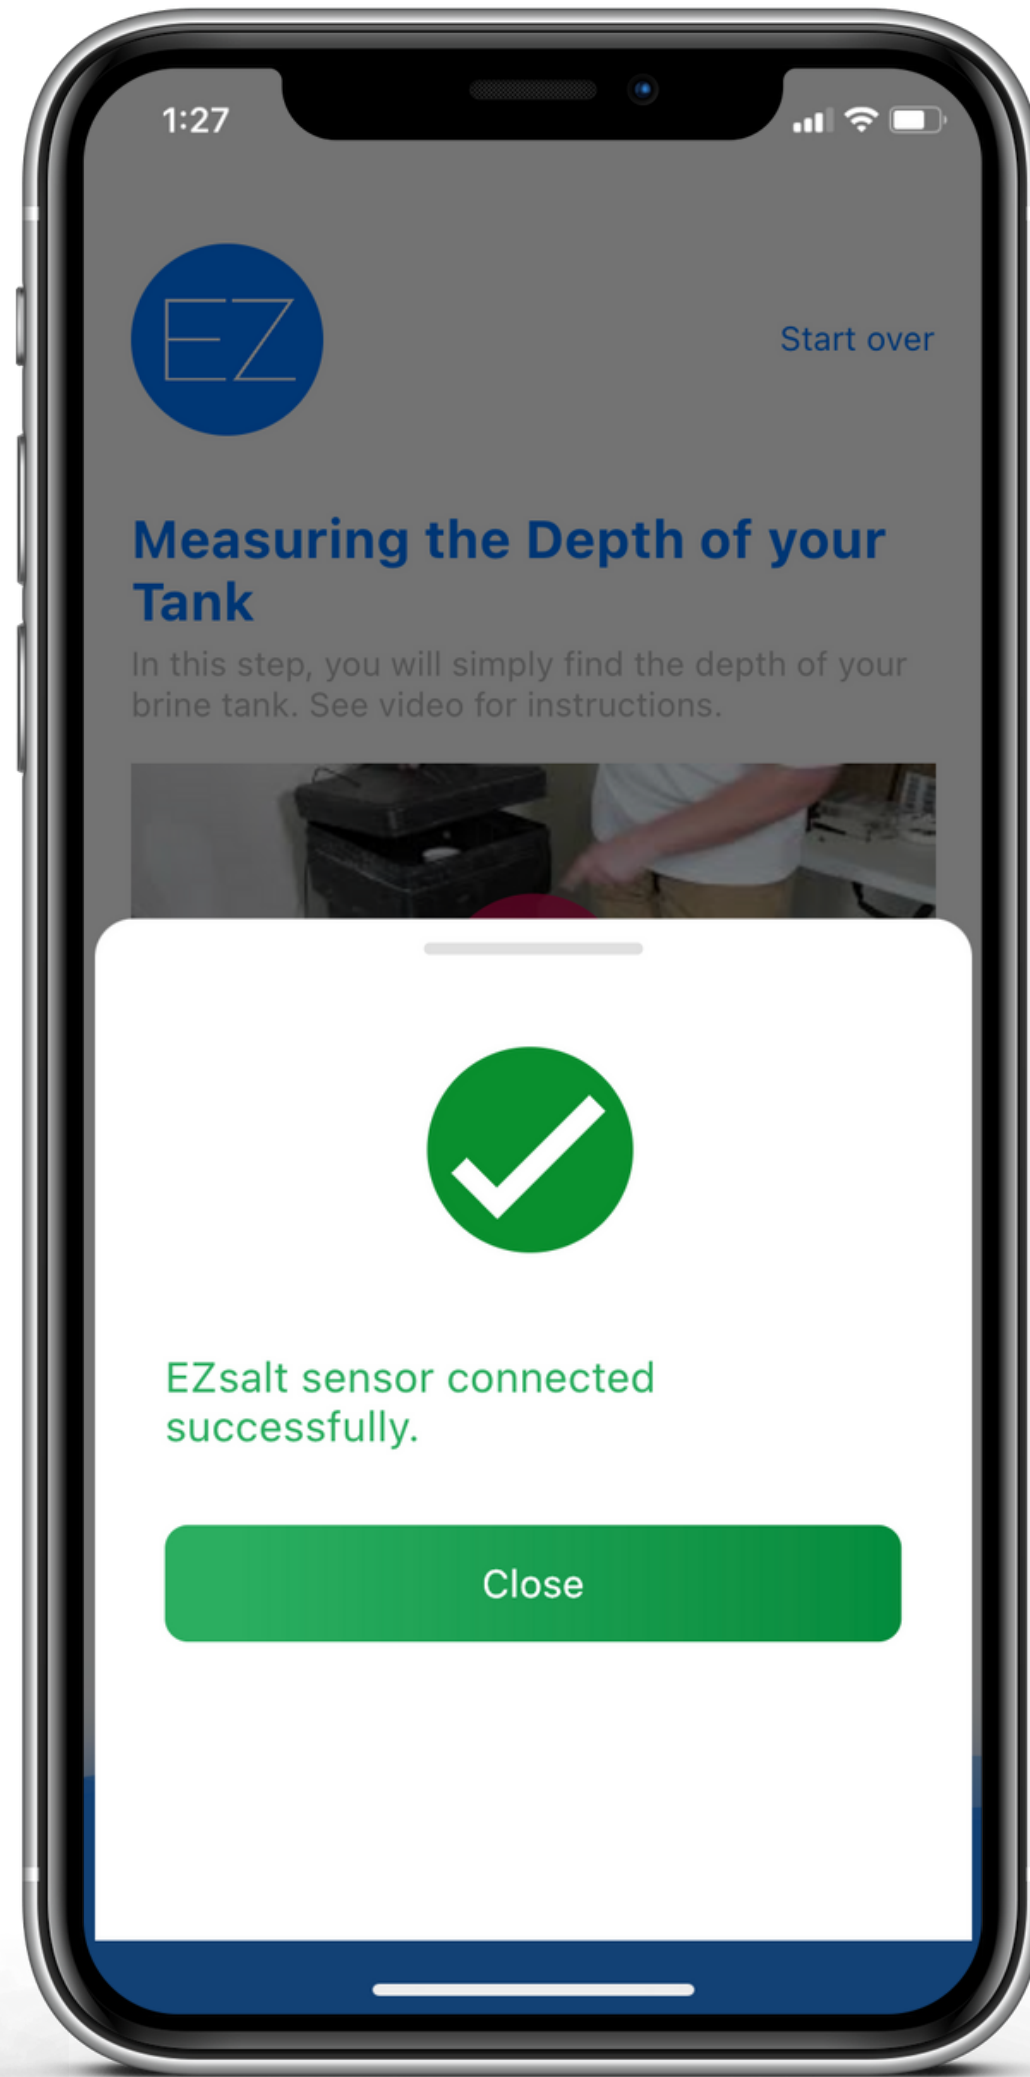 1:27
EZ
Start over
Measuring the Depth of your
Tank
In this step, you will simply find the depth of your
brine tank. See video for instructions.
EZsalt sensor connected
successfully.
Close